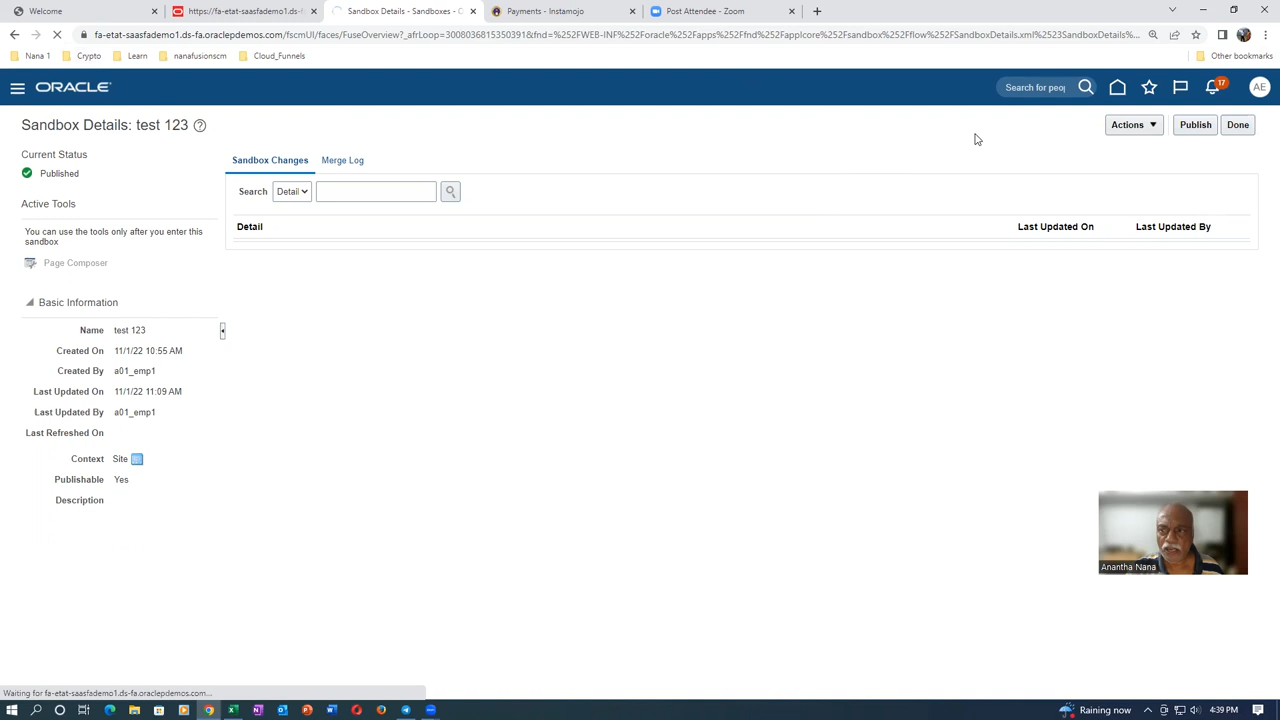 Welcome
https://fa-etat-saasfademo1.ds-f
Sandbox Details - Sandboxes - O
Payments - Instamojo
Post Attendee - Zoom
fa-etat-saasfademo1.ds-fa.oraclepdemos.com/fscmUI/faces/FuseOverview?_afrLoop=3008036815350391&fnd=%252FWEB-INF%252Foracle%252Fapps%252Ffnd%252Fapplcore%252Fsandbox%252Fflow%252FSandboxDetails.xml%2523SandboxDetails%...
Nana 1
Crypto
Learn
nanafusionscm
Cloud_Funnels
Other bookmarks
ORACLE
Search for peop
17
AE
Sandbox Details: test 123
Actions
Publish
Done
Current Status
Published
Active Tools
You can use the tools only after you enter this
sandbox
Page Composer
Sandbox Changes
Merge Log
Search
Detail
Detail
Last Updated On
Last Updated By
Basic Information
Name test 123
Created On 11/1/22 10:55 AM
Created By a01_emp1
Last Updated On 11/1/22 11:09 AM
Last Updated By a01_emp1
Last Refreshed On
Context Site
Publishable Yes
Description
Anantha Nana
Waiting for fa-etat-saasfademo1.ds-fa.oraclepdemos.com...
Raining now
4:39 PM